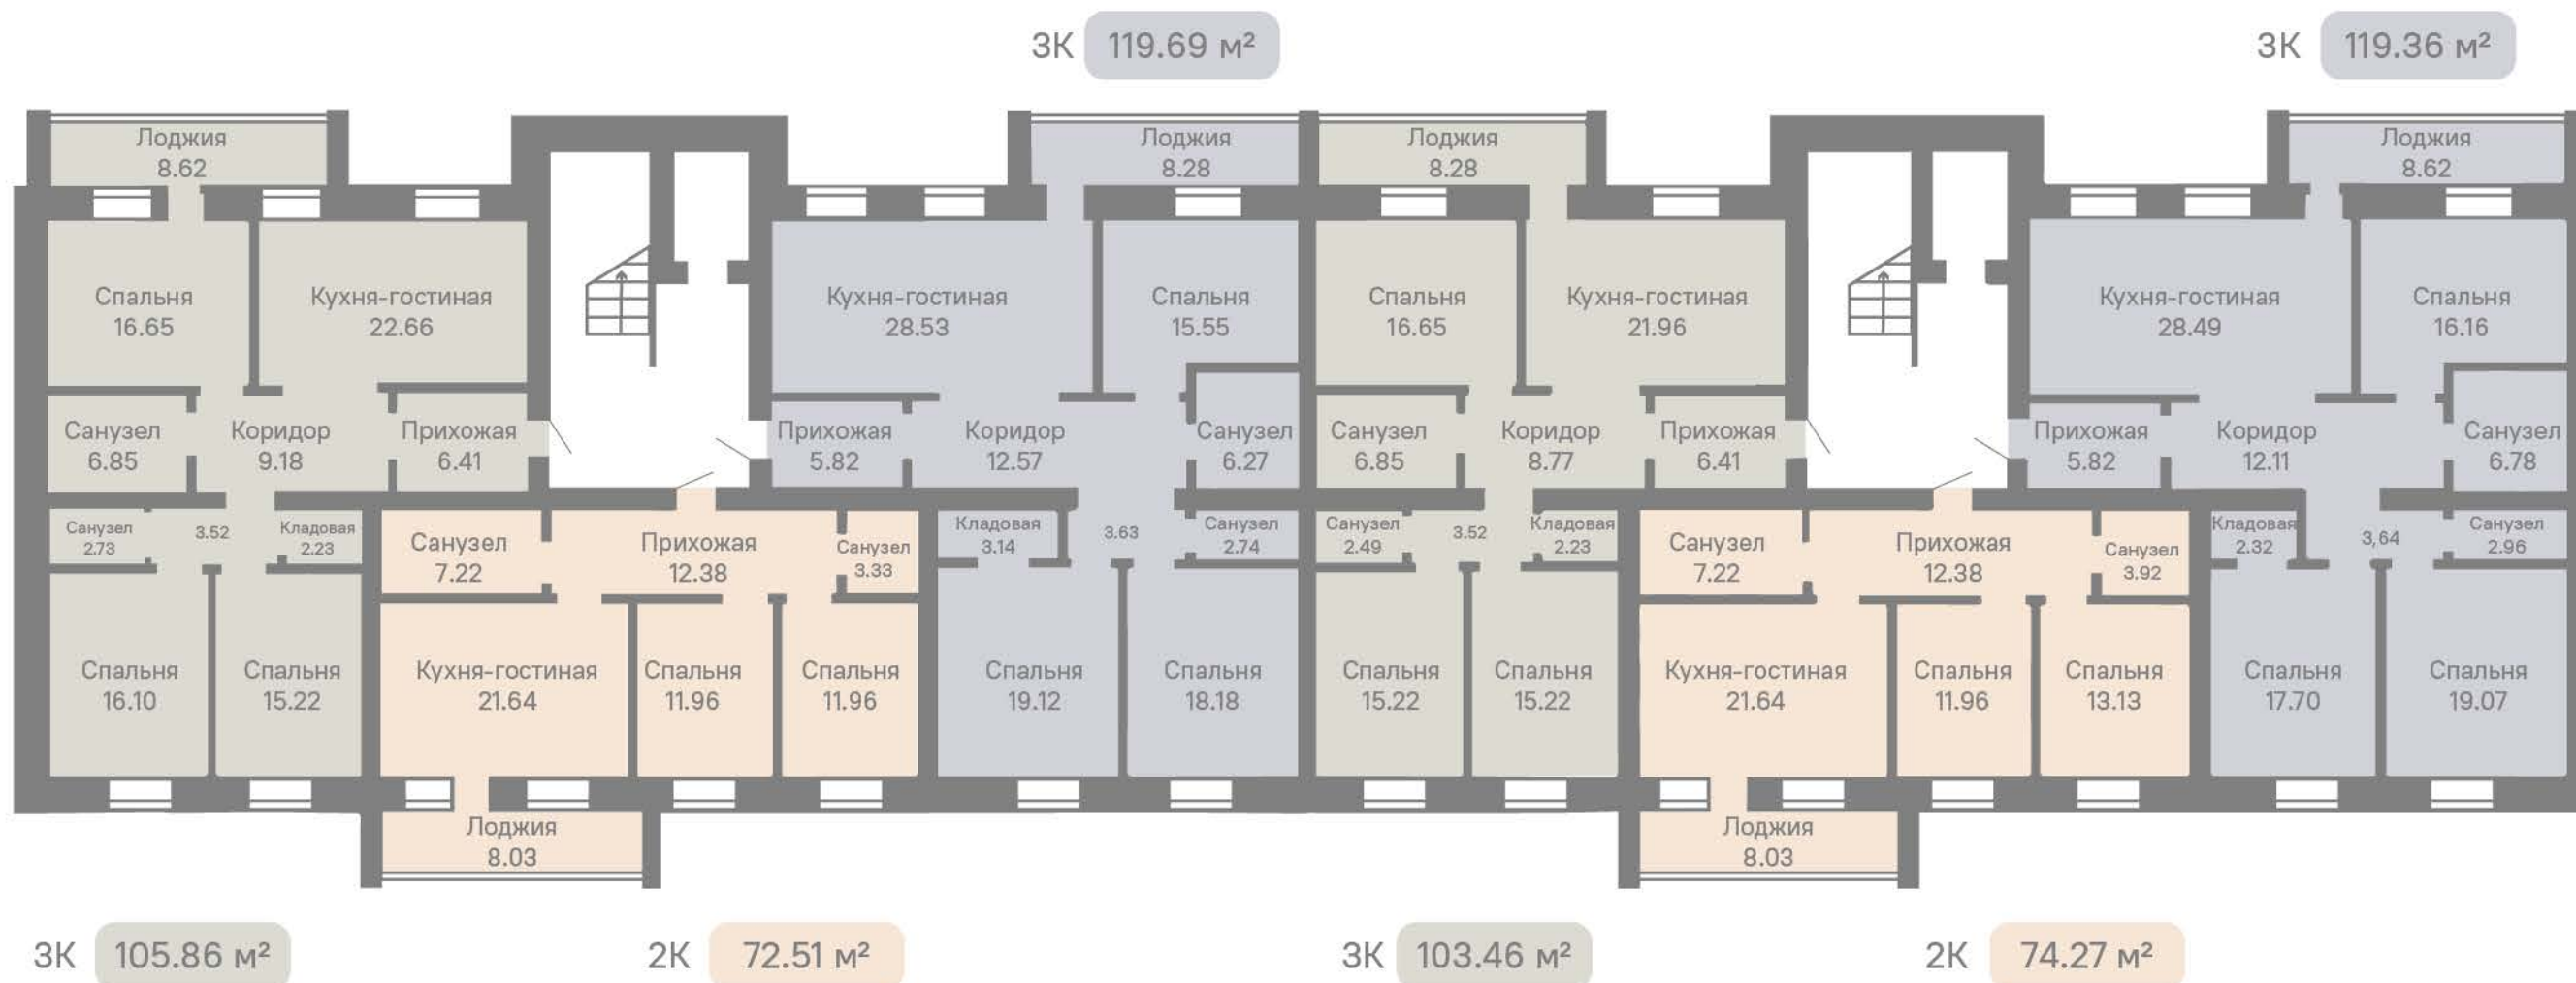 3К 119.69 м²
3К 119.36 м²
Лоджия
8.62
Лоджия
8.28
Лоджия
8.28
Лоджия
8.62
Спальня
16.65
Кухня-гостиная
22.66
Кухня-гостиная
28.53
Спальня
15.55
Спальня
16.65
Кухня-гостиная
21.96
Кухня-гостиная
28.49
Спальня
16.16
Санузел
6.85
Коридор
9.18
Прихожая
6.41
Прихожая
5.82
Коридор
12.57
Санузел
6.27
Санузел
6.85
Коридор
8.77
Прихожая
6.41
Прихожая
5.82
Коридор
12.11
Санузел
6.78
Санузел
2.73
3.52
Кладовая
2.23
Санузел
7.22
Прихожая
12.38
Санузел
3.33
Кладовая
3.14
3.63
Санузел
2.74
Санузел
2.49
3.52
Кладовая
2.23
Санузел
7.22
Прихожая
12.38
Санузел
3.92
Кладовая
2.32
3,64
Санузел
2.96
Спальня
16.10
Спальня
15.22
Кухня-гостиная
21.64
Спальня
11.96
Спальня
11.96
Спальня
19.12
Спальня
18.18
Спальня
15.22
Спальня
15.22
Кухня-гостиная
21.64
Спальня
11.96
Спальня
13.13
Спальня
17.70
Спальня
19.07
Лоджия
8.03
Лоджия
8.03
3К 105.86 м²
2К 72.51 м²
3К 103.46 м²
2К 74.27 м²